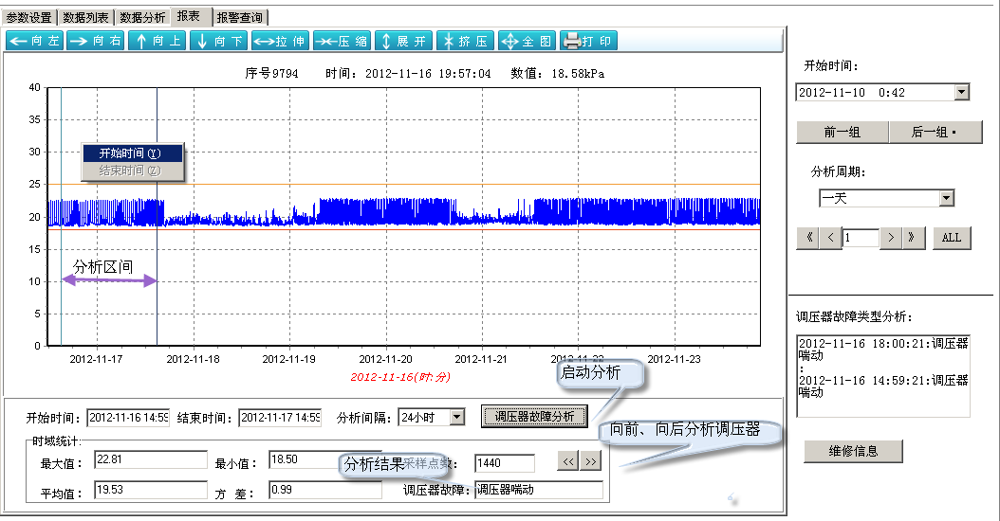 参数设置 数据列表 数据分析 报表 报警查询
向 左 向 右 向 上 向 下 拉 伸 压 缩 展 开 挤 压 全 图 打 印
序号9794 时间: 2012-11-16 19:57:04 数值: 18.58kPa
40
35
30
25
20
15
10
5
0
开始时间(Y)
结束时间(Z)
分析区间
2012-11-17 2012-11-18 2012-11-19 2012-11-20 2012-11-21 2012-11-22 2012-11-23
2012-11-16(时:分)
启动分析
开始时间: 2012-11-16 14:59 结束时间: 2012-11-17 14:59 分析间隔: 24小时 调压器故障分析
向前、向后分析调压器
时域统计:
最大值: 22.81 最小值: 18.50 采样点数: 1440 << >>
分析结果
平均值: 19.53 方 差: 0.99 调压器故障: 调压器喘动
开始时间:
2012-11-10 0:42
前一组 后一组
分析周期:
一天
《 < 1 > 》 ALL
调压器故障类型分析:
2012-11-16 18:00:21:调压器
喘动
:
2012-11-16 14:59:21:调压器
喘动
维修信息